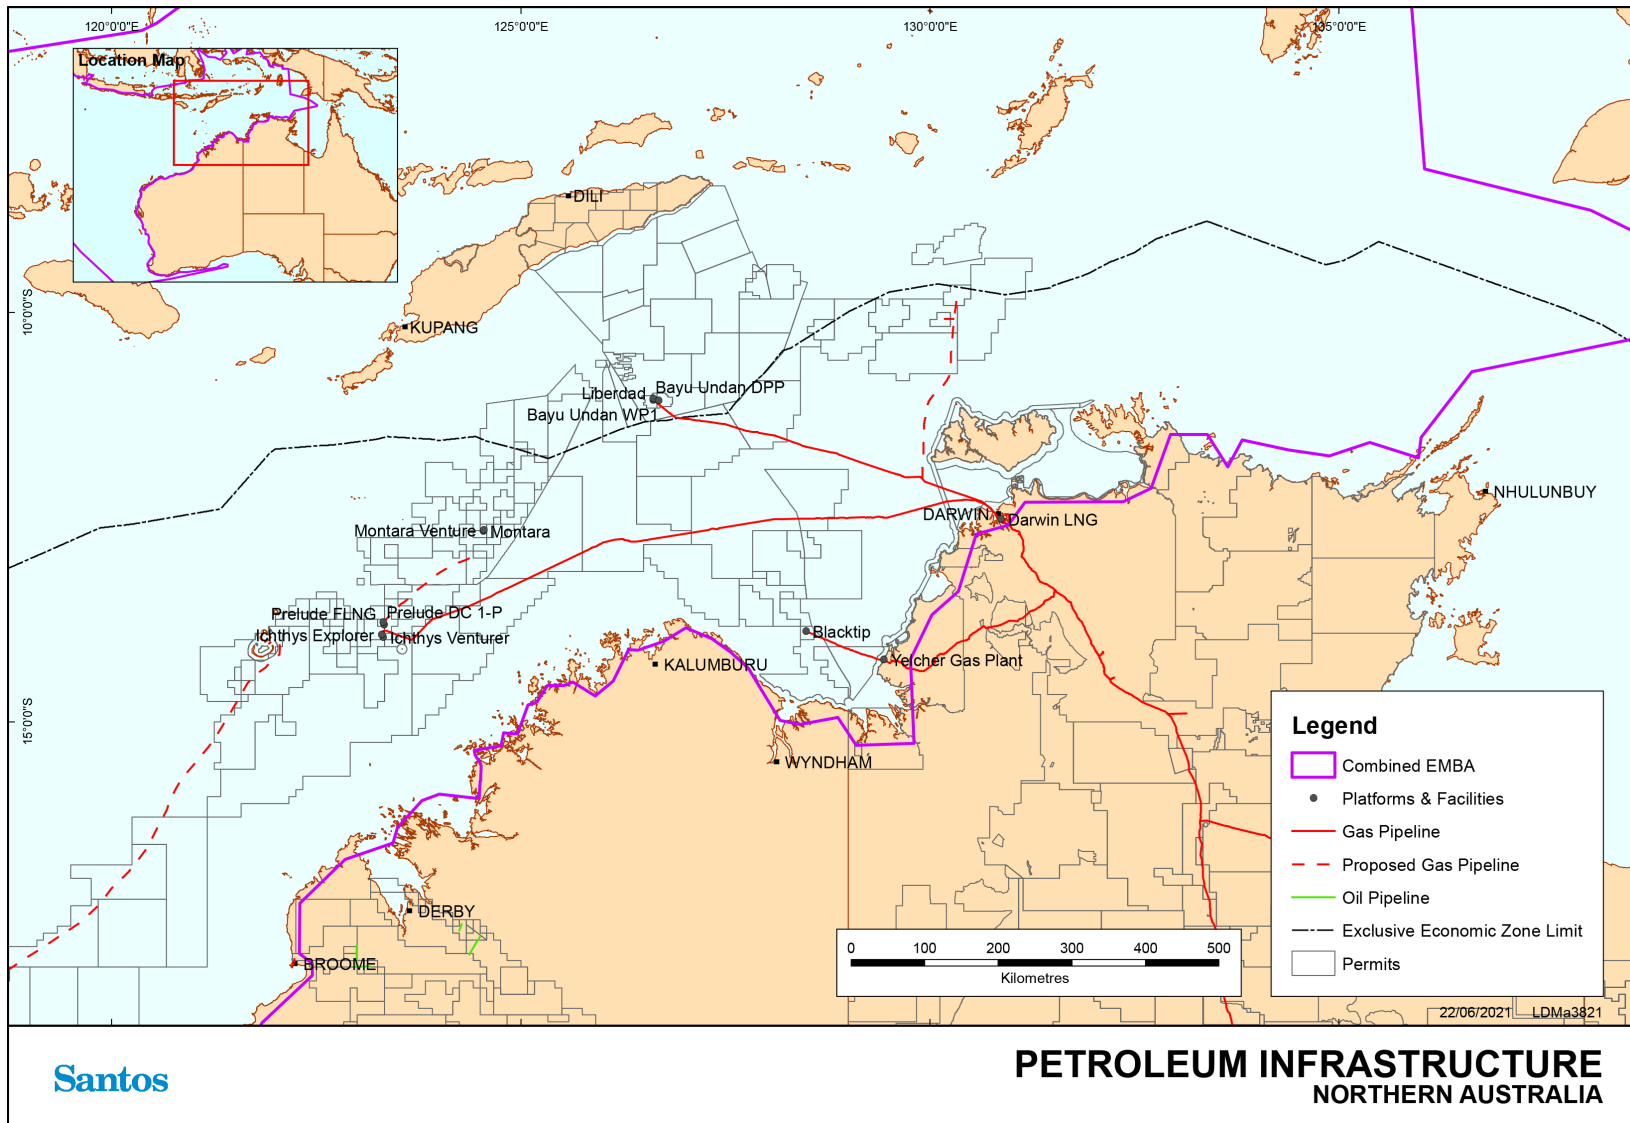 120°0'0"E
125°0'0"E
130°0'0"E
135°0'0"E
Location Map
DILI
10°0'0"S
KUPANG
Liberdad
Bayu Undan DPP
Bayu Undan WP1
NHULUNBUY
DARWIN
Darwin LNG
Montara Venture
Montara
Prelude FLNG
Prelude DC 1-P
Ichthys Explorer
Ichthys Venturer
Blacktip
Yelcher Gas Plant
KALUMBURU
15°0'0"S
WYNDHAM
DERBY
BROOME
Legend
Combined EMBA
Platforms & Facilities
Gas Pipeline
Proposed Gas Pipeline
Oil Pipeline
Exclusive Economic Zone Limit
Permits
0 100 200 300 400 500
Kilometres
22/06/2021 LDMa3821
Santos
PETROLEUM INFRASTRUCTURE
NORTHERN AUSTRALIA